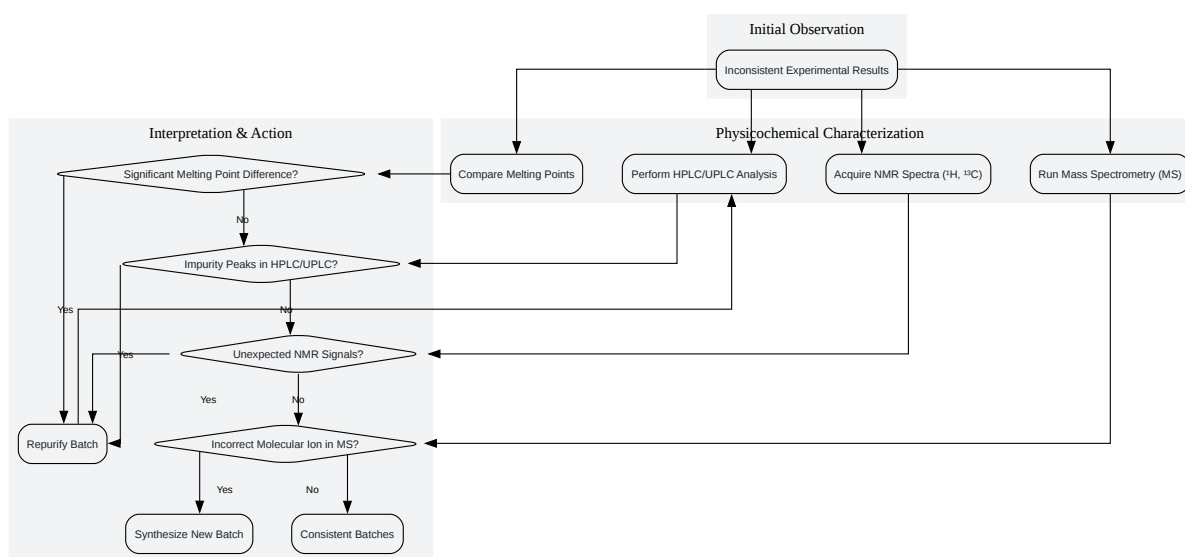 Initial Observation
Inconsistent Experimental Results
Interpretation & Action
Physicochemical Characterization
Significant Melting Point Difference?
Compare Melting Points
Perform HPLC/UPLC Analysis
Acquire NMR Spectra (¹H, ¹³C)
Run Mass Spectrometry (MS)
No
Impurity Peaks in HPLC/UPLC?
Yes
No
Yes
Unexpected NMR Signals?
Yes
No
Repurify Batch
Incorrect Molecular Ion in MS?
Yes
No
Synthesize New Batch
Consistent Batches